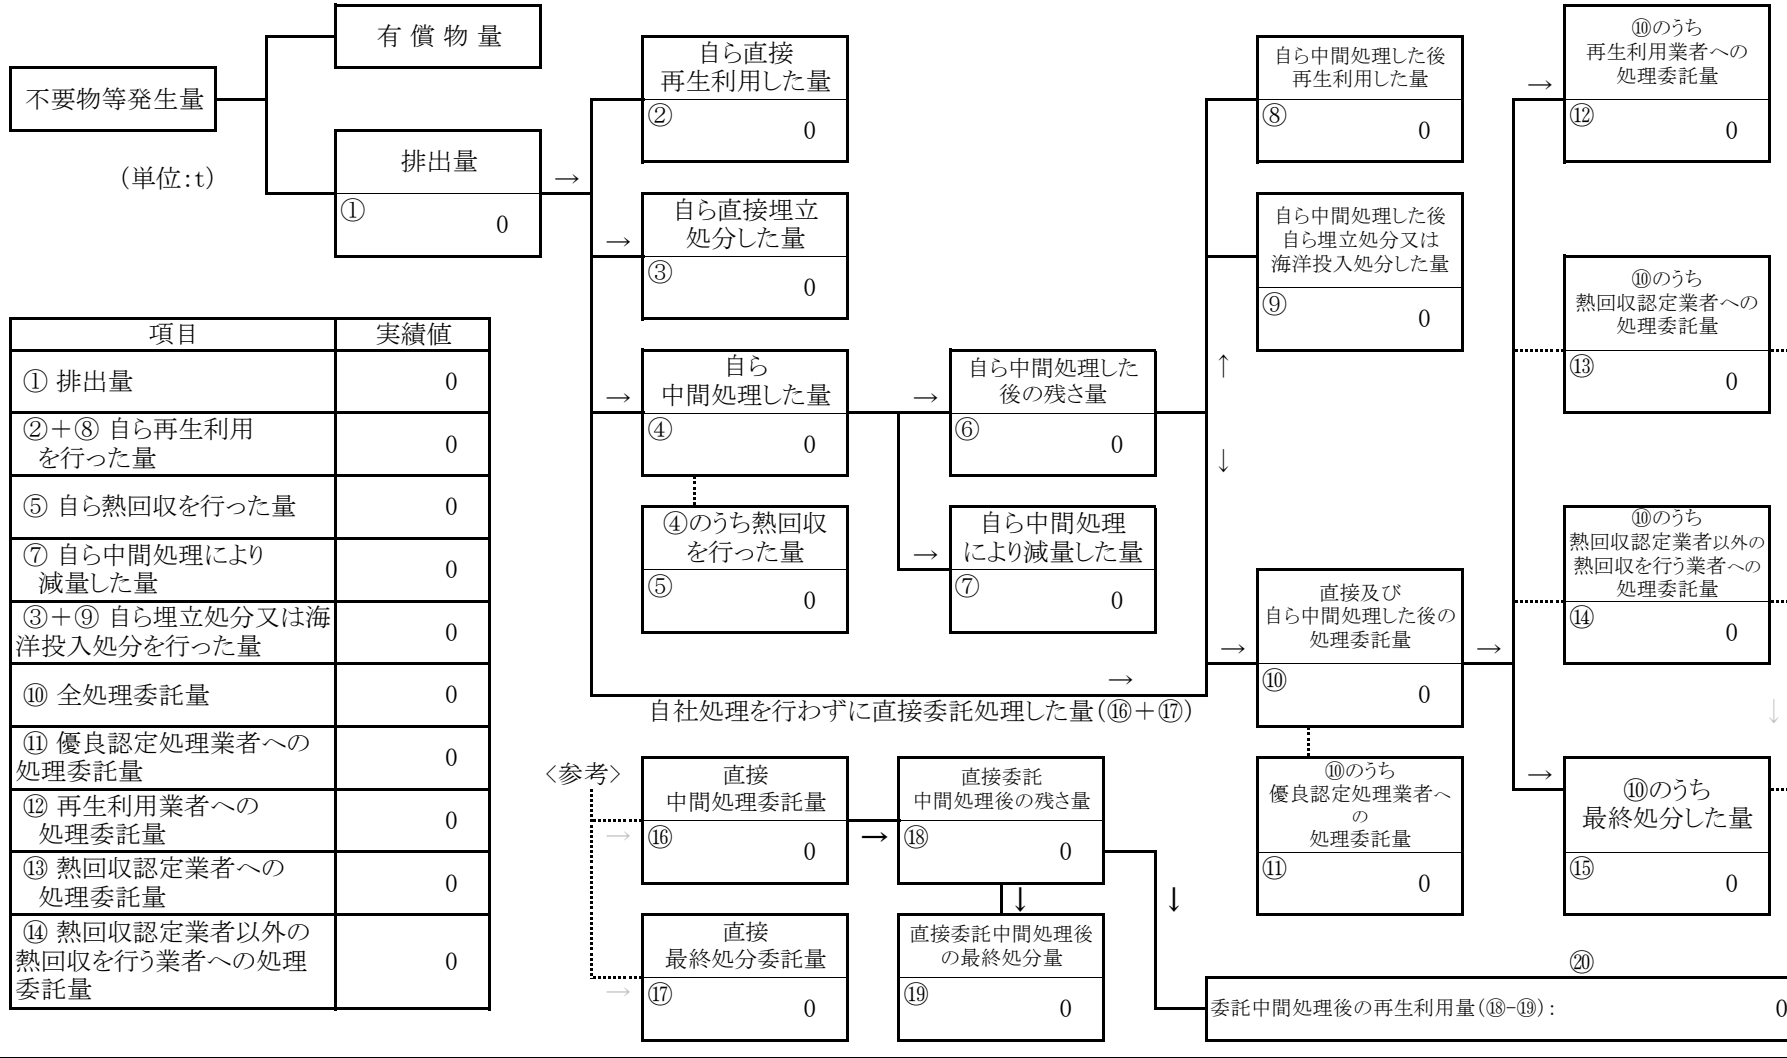 有 償 物 量
不要物等発生量
(単位:t)
排出量
①
0
→
自ら直接
再生利用した量
②
0
→
自ら直接埋立
処分した量
③
0
→
自ら
中間処理した量
④
0
④のうち熱回収
を行った量
⑤
0
→
自ら中間処理した
後の残さ量
⑥
0
→
自ら中間処理
により減量した量
⑦
0
自ら中間処理した後
再生利用した量
⑧
0
自ら中間処理した後
自ら埋立処分又は
海洋投入処分した量
⑨
0
↑
↓
→
直接及び
自ら中間処理した後の
処理委託量
⑩
0
→
自社処理を行わずに直接委託処理した量(⑯+⑰)
→
⑩のうち
優良認定処理業者へ
の
処理委託量
⑪
0
→
⑩のうち
再生利用業者への
処理委託量
⑫
0
⑩のうち
熱回収認定業者への
処理委託量
⑬
0
⑩のうち
熱回収認定業者以外の
熱回収を行う業者への
処理委託量
⑭
0
↓
→
⑩のうち
最終処分した量
⑮
0
項目 実績値
① 排出量 0
②+⑧ 自ら再生利用
を行った量
0
⑤ 自ら熱回収を行った量 0
⑦ 自ら中間処理により
減量した量
0
③+⑨ 自ら埋立処分又は海
洋投入処分を行った量
0
⑩ 全処理委託量 0
⑪ 優良認定処理業者への
処理委託量
0
⑫ 再生利用業者への
処理委託量
0
⑬ 熱回収認定業者への
処理委託量
0
⑭ 熱回収認定業者以外の
熱回収を行う業者への処理
委託量
0
<参考>
→
直接
中間処理委託量
⑯
0
→
直接委託
中間処理後の残さ量
⑱
0
→
直接
最終処分委託量
⑰
0
↓
直接委託中間処理後
の最終処分量
⑲
0
↓
⑳
委託中間処理後の再生利用量(⑱-⑲): 0